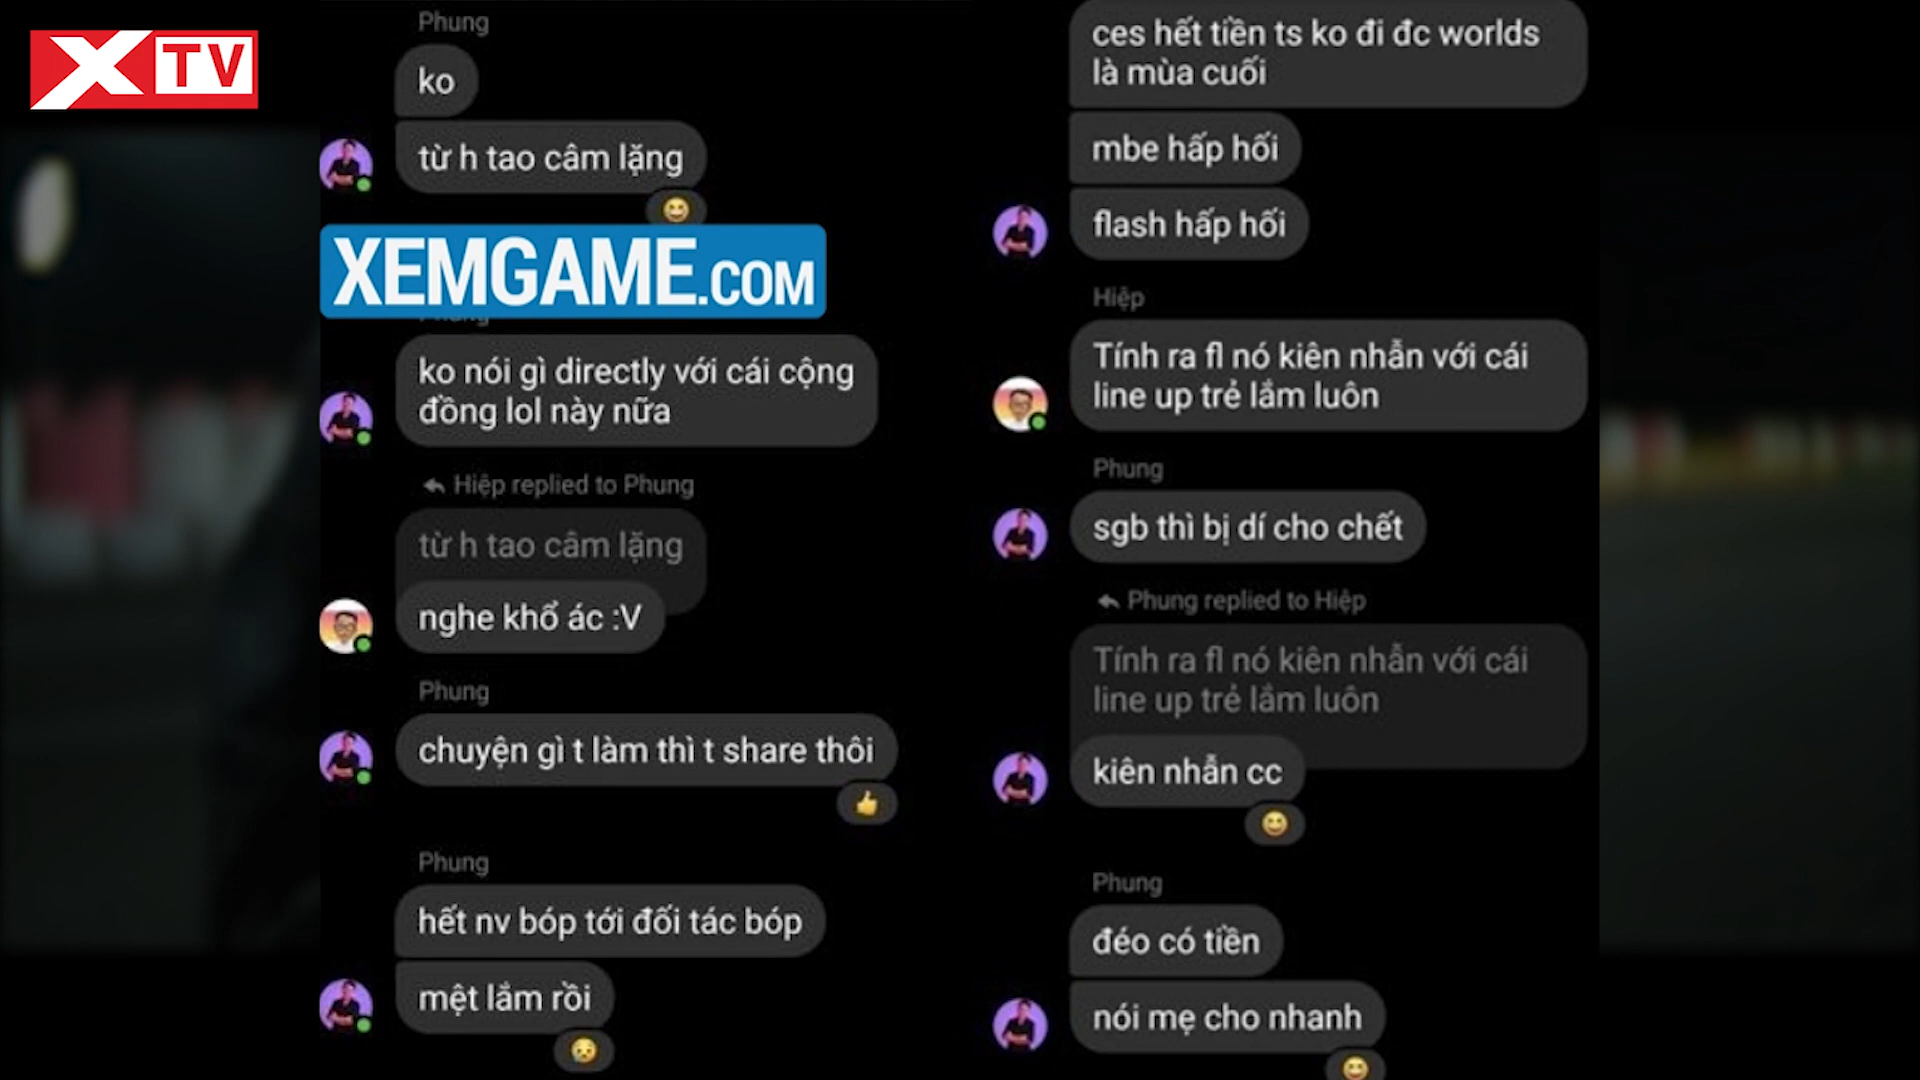 XTV
Phung
ko
từ h tao câm lặng
XEMGAME.COM
Phung
ko nói gì directly với cái cộng
đồng lol này nữa
Hiệp replied to Phung
từ h tao câm lặng
nghe khổ ác :V
Phung
chuyện gì t làm thì t share thôi
Phung
hết nv bóp tới đối tác bóp
mệt lắm rồi
ces hết tiền ts ko đi đc worlds
là mùa cuối
mbe hấp hối
flash hấp hối
Hiệp
Tính ra fl nó kiên nhẫn với cái
line up trẻ lắm luôn
Phung
sgb thì bị dí cho chết
Phung replied to Hiệp
Tính ra fl nó kiên nhẫn với cái
line up trẻ lắm luôn
kiên nhẫn cc
Phung
đéo có tiền
nói mẹ cho nhanh